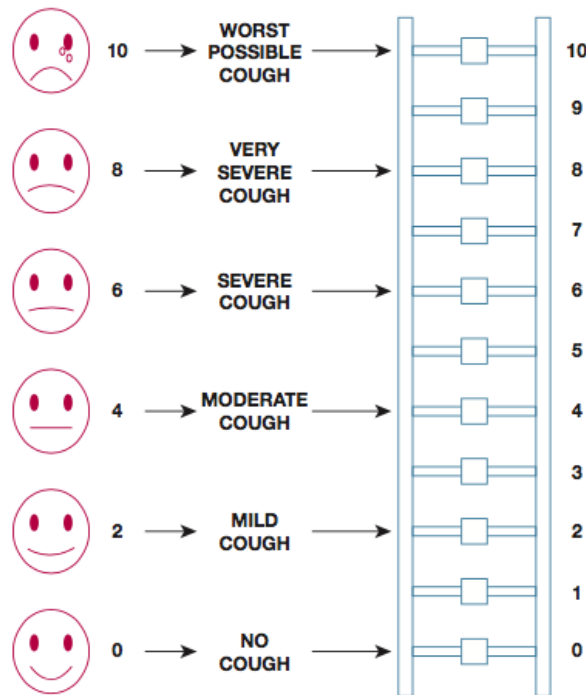 10 WORST 10
POSSIBLE
COUGH
9
8 VERY 8
SEVERE
COUGH
7
6 SEVERE 6
COUGH
5
4 MODERATE 4
COUGH
3
2 MILD 2
COUGH
1
0 NO 0
COUGH